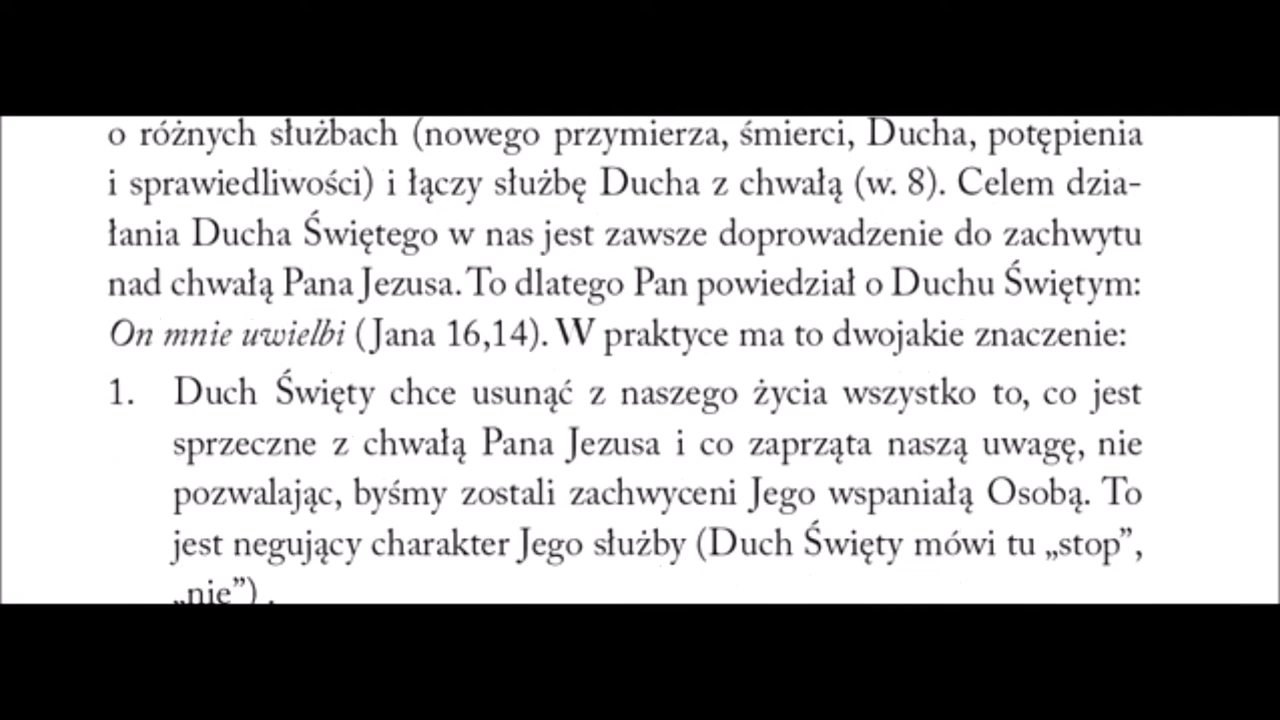 o różnych służbach (nowego przymierza, śmierci, Ducha, potępienia
i sprawiedliwości) i łączy służbę Ducha z chwałą (w. 8). Celem dzia-
łania Ducha Świętego w nas jest zawsze doprowadzenie do zachwytu
nad chwałą Pana Jezusa. To dlatego Pan powiedział o Duchu Świętym:
On mnie uwielbi (Jana 16,14). W praktyce ma to dwojakie znaczenie:
1. Duch Święty chce usunąć z naszego życia wszystko to, co jest
sprzeczne z chwałą Pana Jezusa i co zaprząta naszą uwagę, nie
pozwalając, byśmy zostali zachwyceni Jego wspaniałą Osobą. To
jest negujący charakter Jego służby (Duch Święty mówi tu „stop”,
„nie”) .